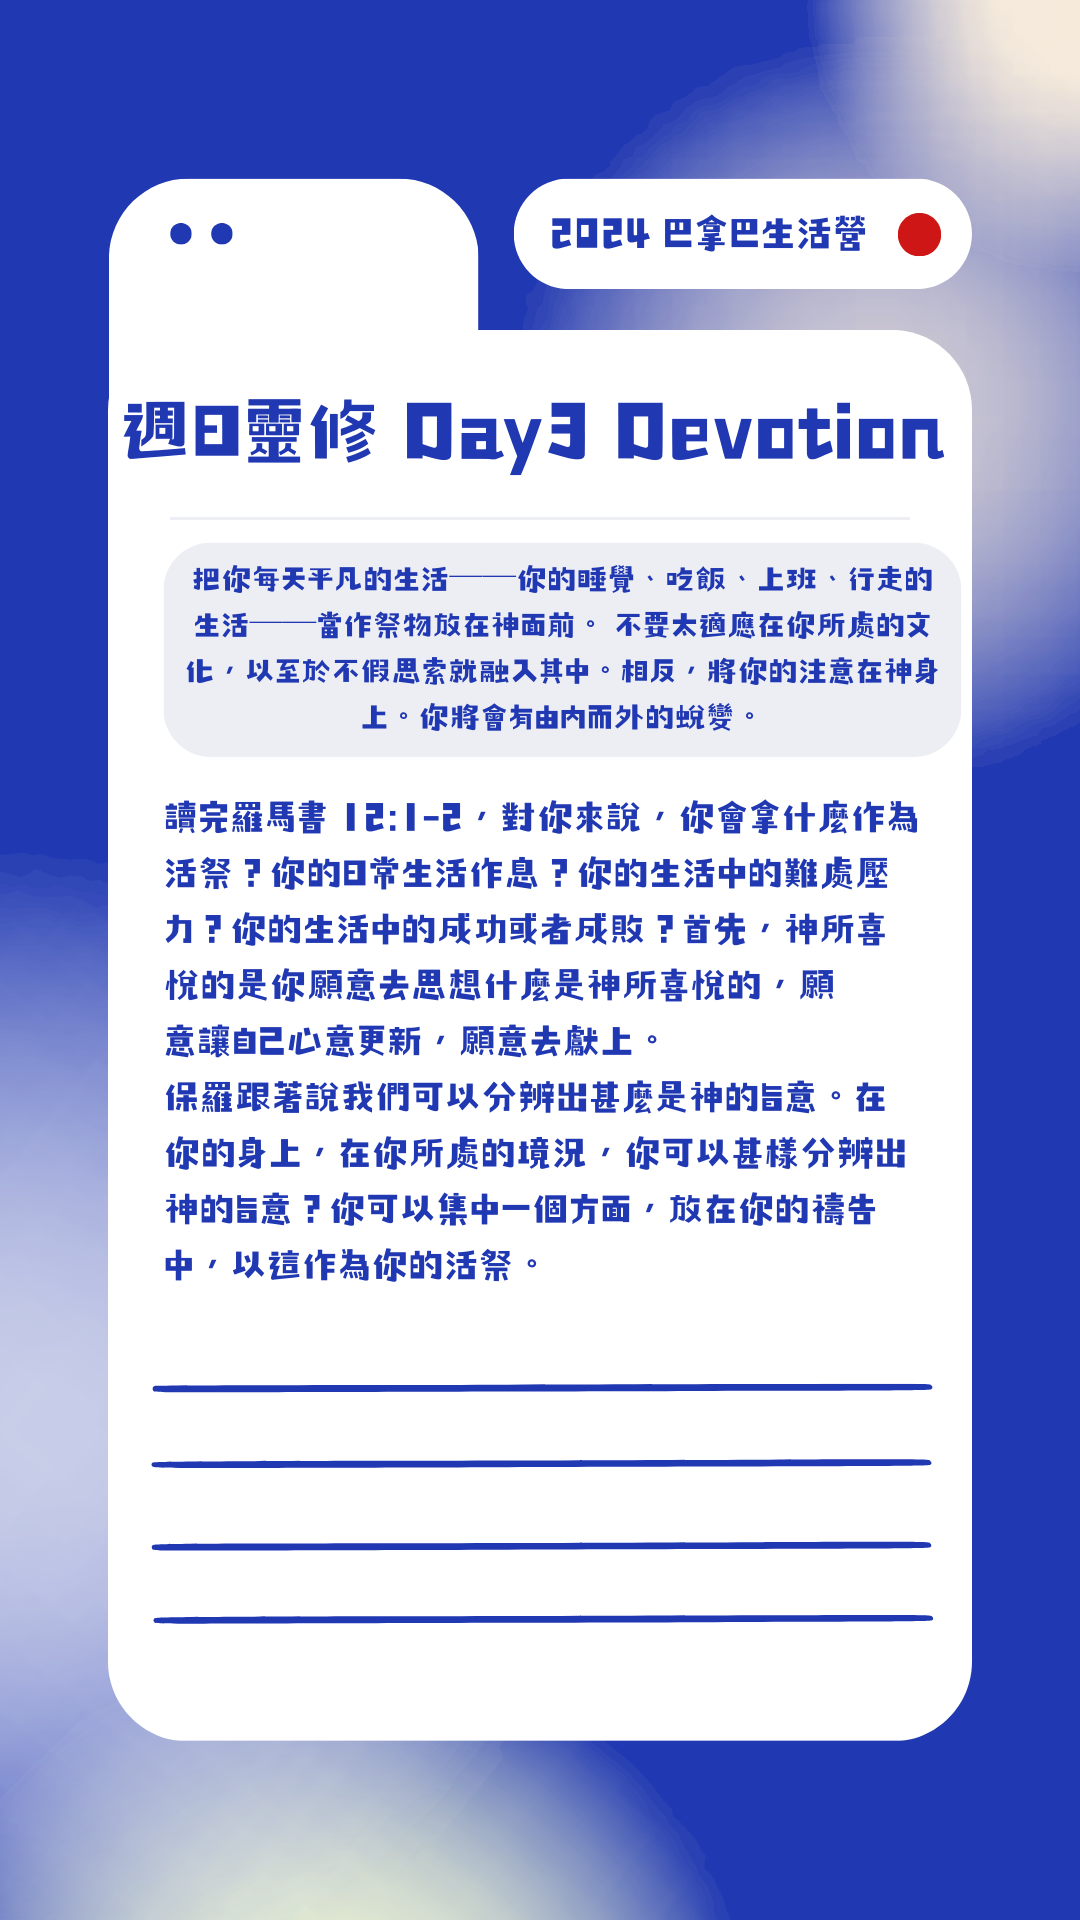 2024 巴拿巴生活營
週日靈修 Day3 Devotion
把你每天平凡的生活───你的睡覺、吃飯、上班、行走的
生活───當作祭物放在神面前。 不要太適應在你所處的文
化，以至於不假思索就融入其中。相反，將你的注意在神身
上。你將會有由内而外的蛻變。
讀完羅馬書 12:1-2，對你來說，你會拿什麼作為
活祭？你的日常生活作息？你的生活中的難處壓
力？你的生活中的成功或者成敗？首先，神所喜
悅的是你願意去思想什麼是神所喜悅的，願
意讓自己心意更新，願意去獻上。
保羅跟著說我們可以分辨出甚麼是神的旨意。在
你的身上，在你所處的境況，你可以甚樣分辨出
神的旨意？你可以集中一個方面，放在你的禱告
中，以這作為你的活祭。